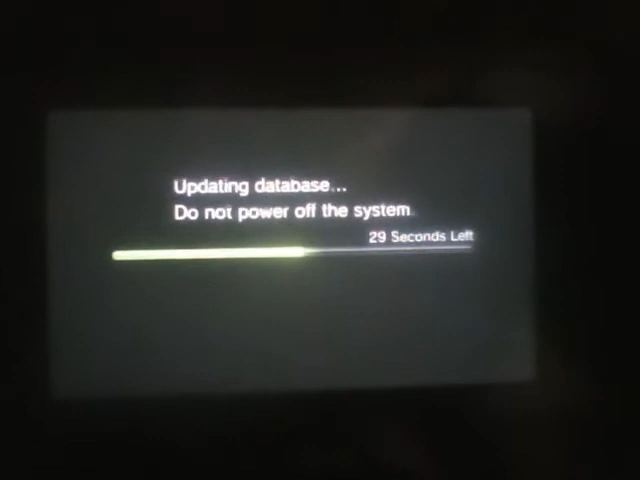 Updating database...
Do not power off the system.
29 Seconds Left